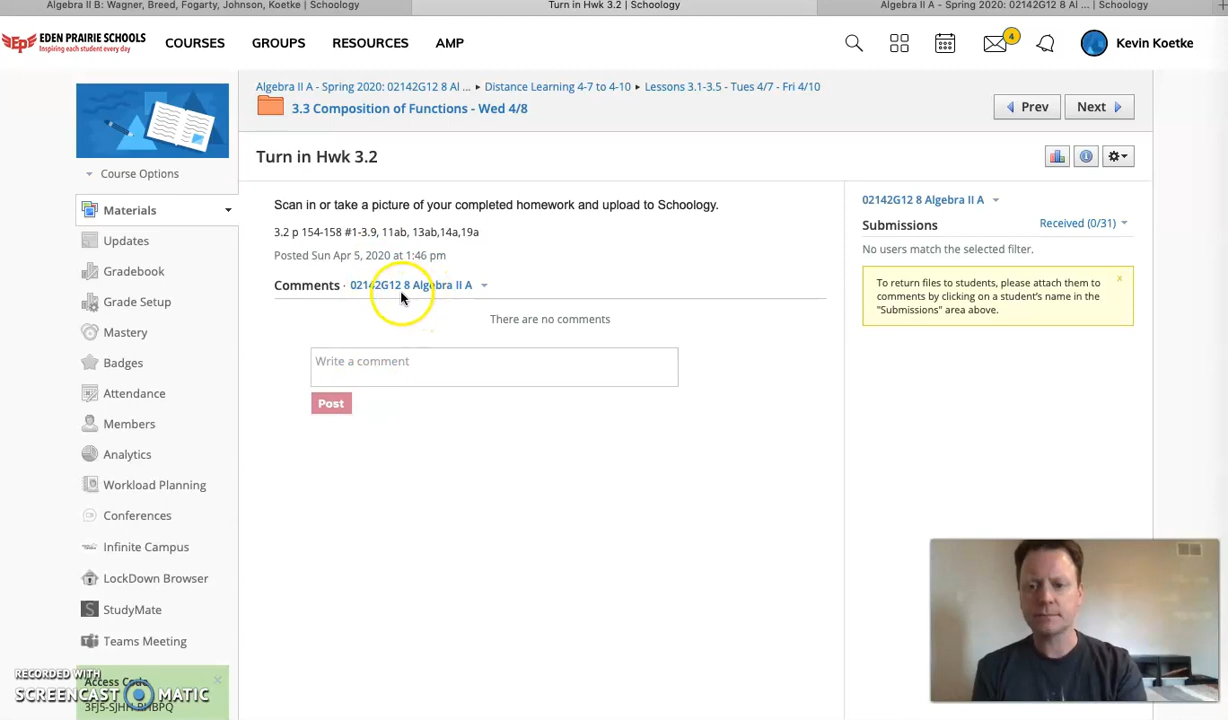 Algebra II B: Wagner, Breed, Fogarty, Johnson, Koetke | Schoology
Turn in Hwk 3.2 | Schoology
Algebra II A - Spring 2020: 02142G12 8 Al ... | Schoology
EDEN PRAIRIE SCHOOLS
Inspiring each student every day
COURSES
GROUPS
RESOURCES
AMP
4
Kevin Koetke
Algebra II A - Spring 2020: 02142G12 8 Al ...
Distance Learning 4-7 to 4-10
Lessons 3.1-3.5 - Tues 4/7 - Fri 4/10
3.3 Composition of Functions - Wed 4/8
Prev
Next
Turn in Hwk 3.2
Course Options
Materials
Updates
Gradebook
Grade Setup
Mastery
Badges
Attendance
Members
Analytics
Workload Planning
Conferences
Infinite Campus
LockDown Browser
StudyMate
Teams Meeting
Access Code
3FJ5-SJHH-PHBPQ
Scan in or take a picture of your completed homework and upload to Schoology.
3.2 p 154-158 #1-3.9, 11ab, 13ab,14a,19a
Posted Sun Apr 5, 2020 at 1:46 pm
Comments · 02142G12 8 Algebra II A
There are no comments
Write a comment
Post
02142G12 8 Algebra II A
Submissions
Received (0/31)
No users match the selected filter.
To return files to students, please attach them to
comments by clicking on a student's name in the
"Submissions" area above.
x
RECORDED WITH
SCREENCAST MATIC